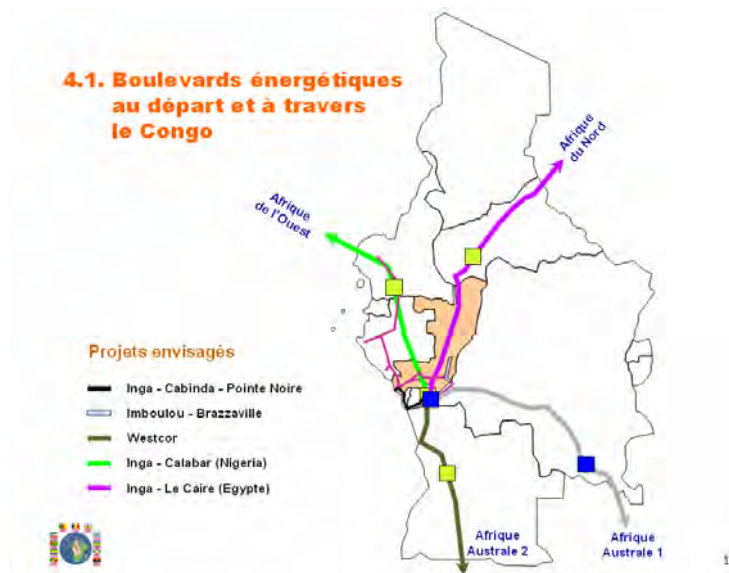 4.1. Boulevards énergétiques
au départ et à travers
le Congo
Afrique
du Nord
Afrique
de l'Ouest
Projets envisagés
Inga - Cabinda - Pointe Noire
Imboulou - Brazzaville
Westcor
Inga - Calabar (Nigeria)
Inga - Le Caire (Egypte)
Afrique
Australe 2
Afrique
Australe 1
1